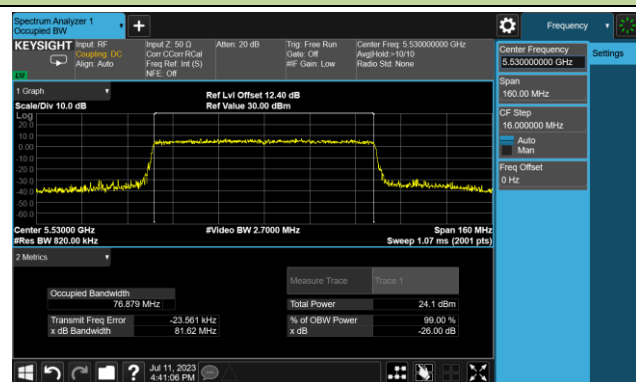 Spectrum Analyzer 1
Occupied BW
+
Frequency
KEYSIGHT
Input: RF
Coupling: DC
Align: Auto
Input Z: 50 Ω
Corr CCorr RCal
Freq Ref: Int (S)
NFE: Off
Atten: 20 dB
Trig: Free Run
Gate: Off
#IF Gain: Low
Center Freq: 5.530000000 GHz
Avg|Hold:>10/10
Radio Std: None
Center Frequency
5.530000000 GHz
Settings
Span
160.00 MHz
CF Step
16.000000 MHz
Auto
Man
Freq Offset
0 Hz
1 Graph
Scale/Div 10.0 dB
Ref Lvl Offset 12.40 dB
Ref Value 30.00 dBm
Log
20.0
10.0
0.00
-10.0
-20.0
-30.0
-40.0
-50.0
-60.0
Center 5.53000 GHz
#Res BW 820.00 kHz
#Video BW 2.7000 MHz
Span 160 MHz
Sweep 1.07 ms (2001 pts)
2 Metrics
Measure Trace Trace 1
Occupied Bandwidth
76.879 MHz
Total Power 24.1 dBm
Transmit Freq Error -23.561 kHz
% of OBW Power 99.00 %
x dB Bandwidth 81.62 MHz
x dB -26.00 dB
?
Jul 11, 2023
4:41:06 PM